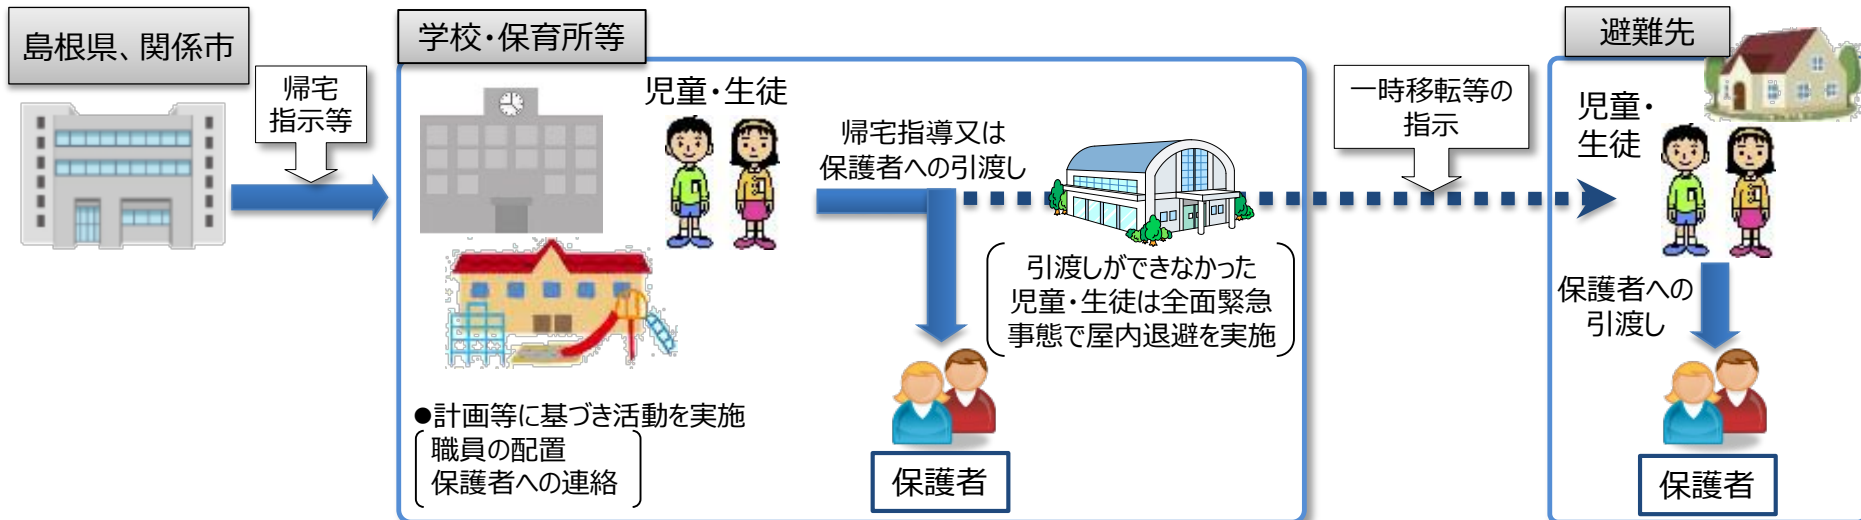 島根県、関係市
帰宅
指示等
学校・保育所等
児童・生徒
帰宅指導又は
保護者への引渡し
引渡しができなかった
児童・生徒は全面緊急
事態で屋内退避を実施
●計画等に基づき活動を実施
職員の配置
保護者への連絡
保護者
一時移転等の
指示
避難先
児童・
生徒
保護者への
引渡し
保護者